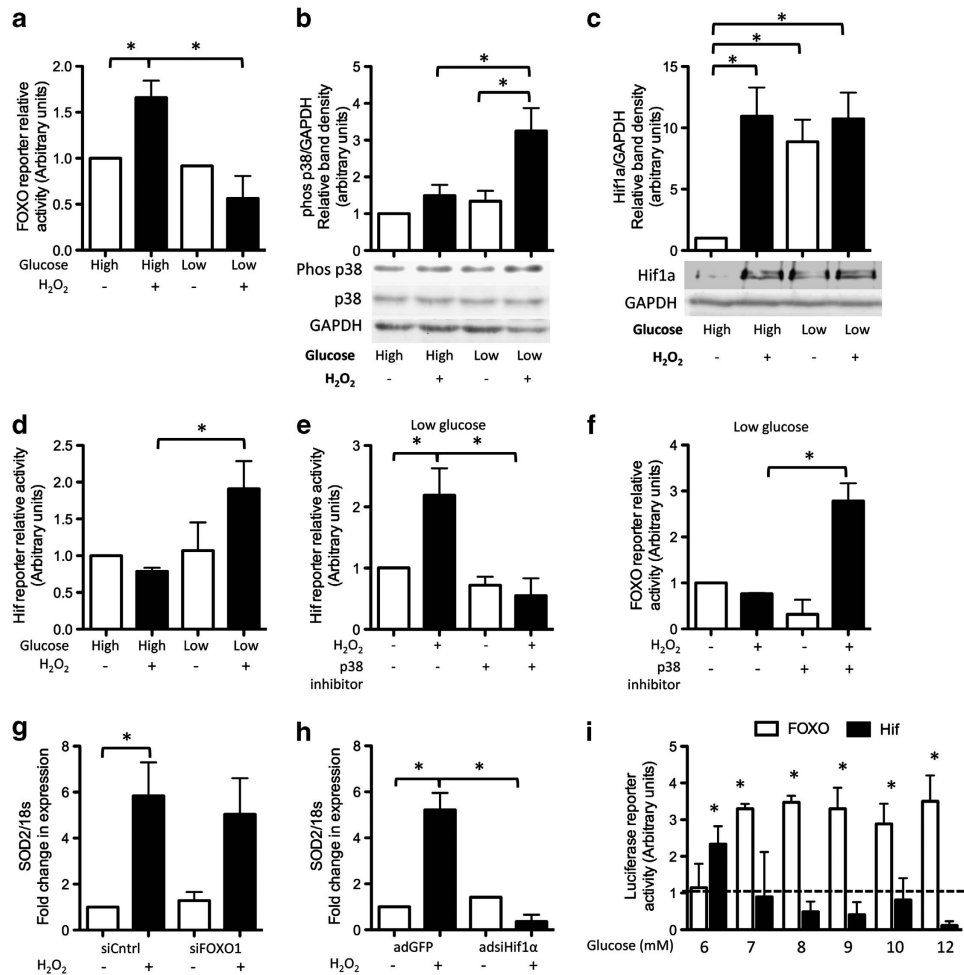 a
FOXO reporter relative
activity (Arbitrary units)
2.0
1.5
1.0
0.5
0.0
* *
Glucose High High Low Low
H₂O₂ - + - +
b
phos p38/GAPDH
Relative band density
(arbitrary units)
5
4
3
2
1
0
*
*
Phos p38
p38
GAPDH
Glucose High High Low Low
H₂O₂ - + - +
c
Hif1a/GAPDH
Relative band density
(arbitrary units)
15
10
5
0
*
*
*
Hif1a
GAPDH
Glucose High High Low Low
H₂O₂ - + - +
d
Hif reporter relative activity
(Arbitrary units)
2.5
2.0
1.5
1.0
0.5
0.0
*
Glucose High High Low Low
H₂O₂ - + - +
e
Low glucose
Hif reporter relative activity
(Arbitrary units)
3
2
1
0
* *
H₂O₂ - + - +
p38 - - + +
inhibitor
f
Low glucose
FOXO reporter relative
activity (Arbitrary units)
4
3
2
1
0
*
H₂O₂ - + - +
p38 - - + +
inhibitor
g
SOD2/18s
Fold change in expression
8
6
4
2
0
*
siCntrl siFOXO1
H₂O₂ - + - +
h
SOD2/18s
Fold change in expression
8
6
4
2
0
* *
adGFP adsiHif1α
H₂O₂ - + - +
i
FOXO Hif
Luciferase reporter
activity (Arbitrary units)
5
4
3
2
1
0
* * * * * *
Glucose (mM) 6 7 8 9 10 12